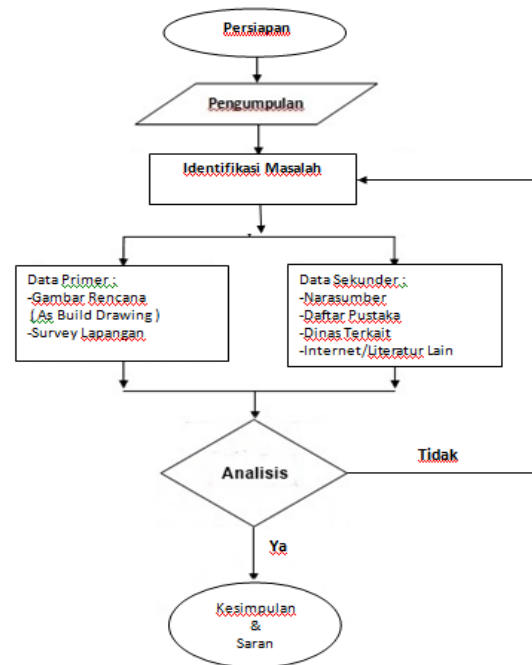 Persiapan
Pengumpulan
Identifikasi Masalah
Data Primer :
-Gambar Rencana
( As Build Drawing )
-Survey Lapangan
Data Sekunder :
-Narasumber
-Daftar Pustaka
-Dinas Terkait
-Internet/Literatur Lain
Analisis
Tidak
Ya
Kesimpulan
&
Saran